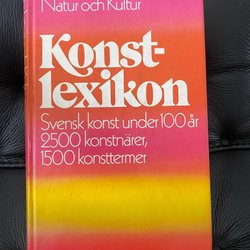 Natur och Kultur
Konst-
lexikon
Svensk konst under 100 år
2500 konstnärer,
1500 konsttermer